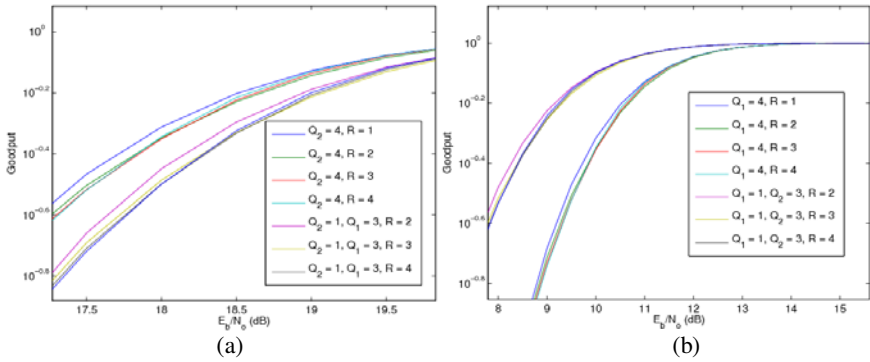 10^0
10^-0.2
10^-0.4
10^-0.6
10^-0.8
Goodput
17.5 18 18.5 19 19.5
E_b/N_o (dB)
Q_2 = 4, R = 1
Q_2 = 4, R = 2
Q_2 = 4, R = 3
Q_2 = 4, R = 4
Q_2 = 1, Q_1 = 3, R = 2
Q_2 = 1, Q_1 = 3, R = 3
Q_2 = 1, Q_1 = 3, R = 4
(a)
10^0
10^-0.2
10^-0.4
10^-0.6
10^-0.8
Goodput
8 9 10 11 12 13 14 15
E_b/N_o (dB)
Q_1 = 4, R = 1
Q_1 = 4, R = 2
Q_1 = 4, R = 3
Q_1 = 4, R = 4
Q_1 = 1, Q_2 = 3, R = 2
Q_1 = 1, Q_2 = 3, R = 3
Q_1 = 1, Q_2 = 3, R = 4
(b)